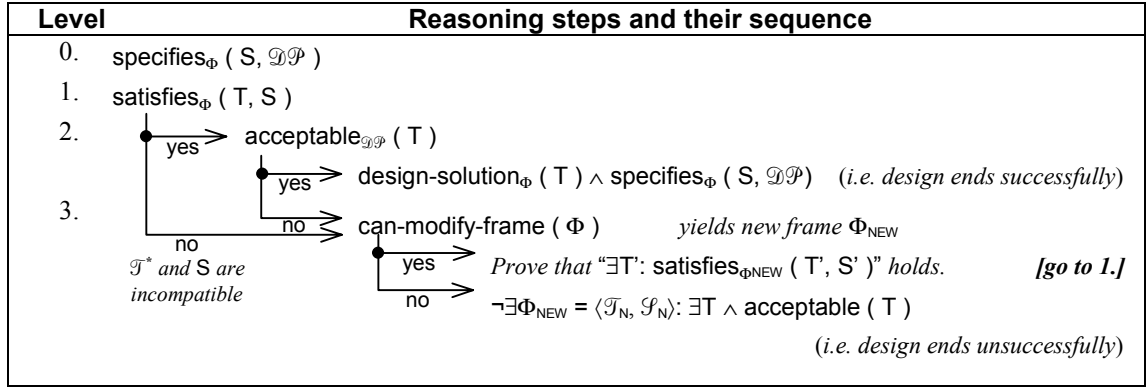 Level Reasoning steps and their sequence
0. specifiesΦ ( S, 𝒟𝒫 )
1. satisfiesΦ ( T, S )
2. yes acceptable𝒟𝒫 ( T )
yes design-solutionΦ ( T ) ∧ specifiesΦ ( S, 𝒟𝒫) (i.e. design ends successfully)
3. no no can-modify-frame ( Φ ) yields new frame ΦNEW
𝒯* and S are
incompatible
yes Prove that “∃T’: satisfiesΦNEW ( T’, S’ )” holds. [go to 1.]
no ¬∃ΦNEW = ⟨𝒯N, 𝒮N⟩: ∃T ∧ acceptable ( T )
(i.e. design ends unsuccessfully)